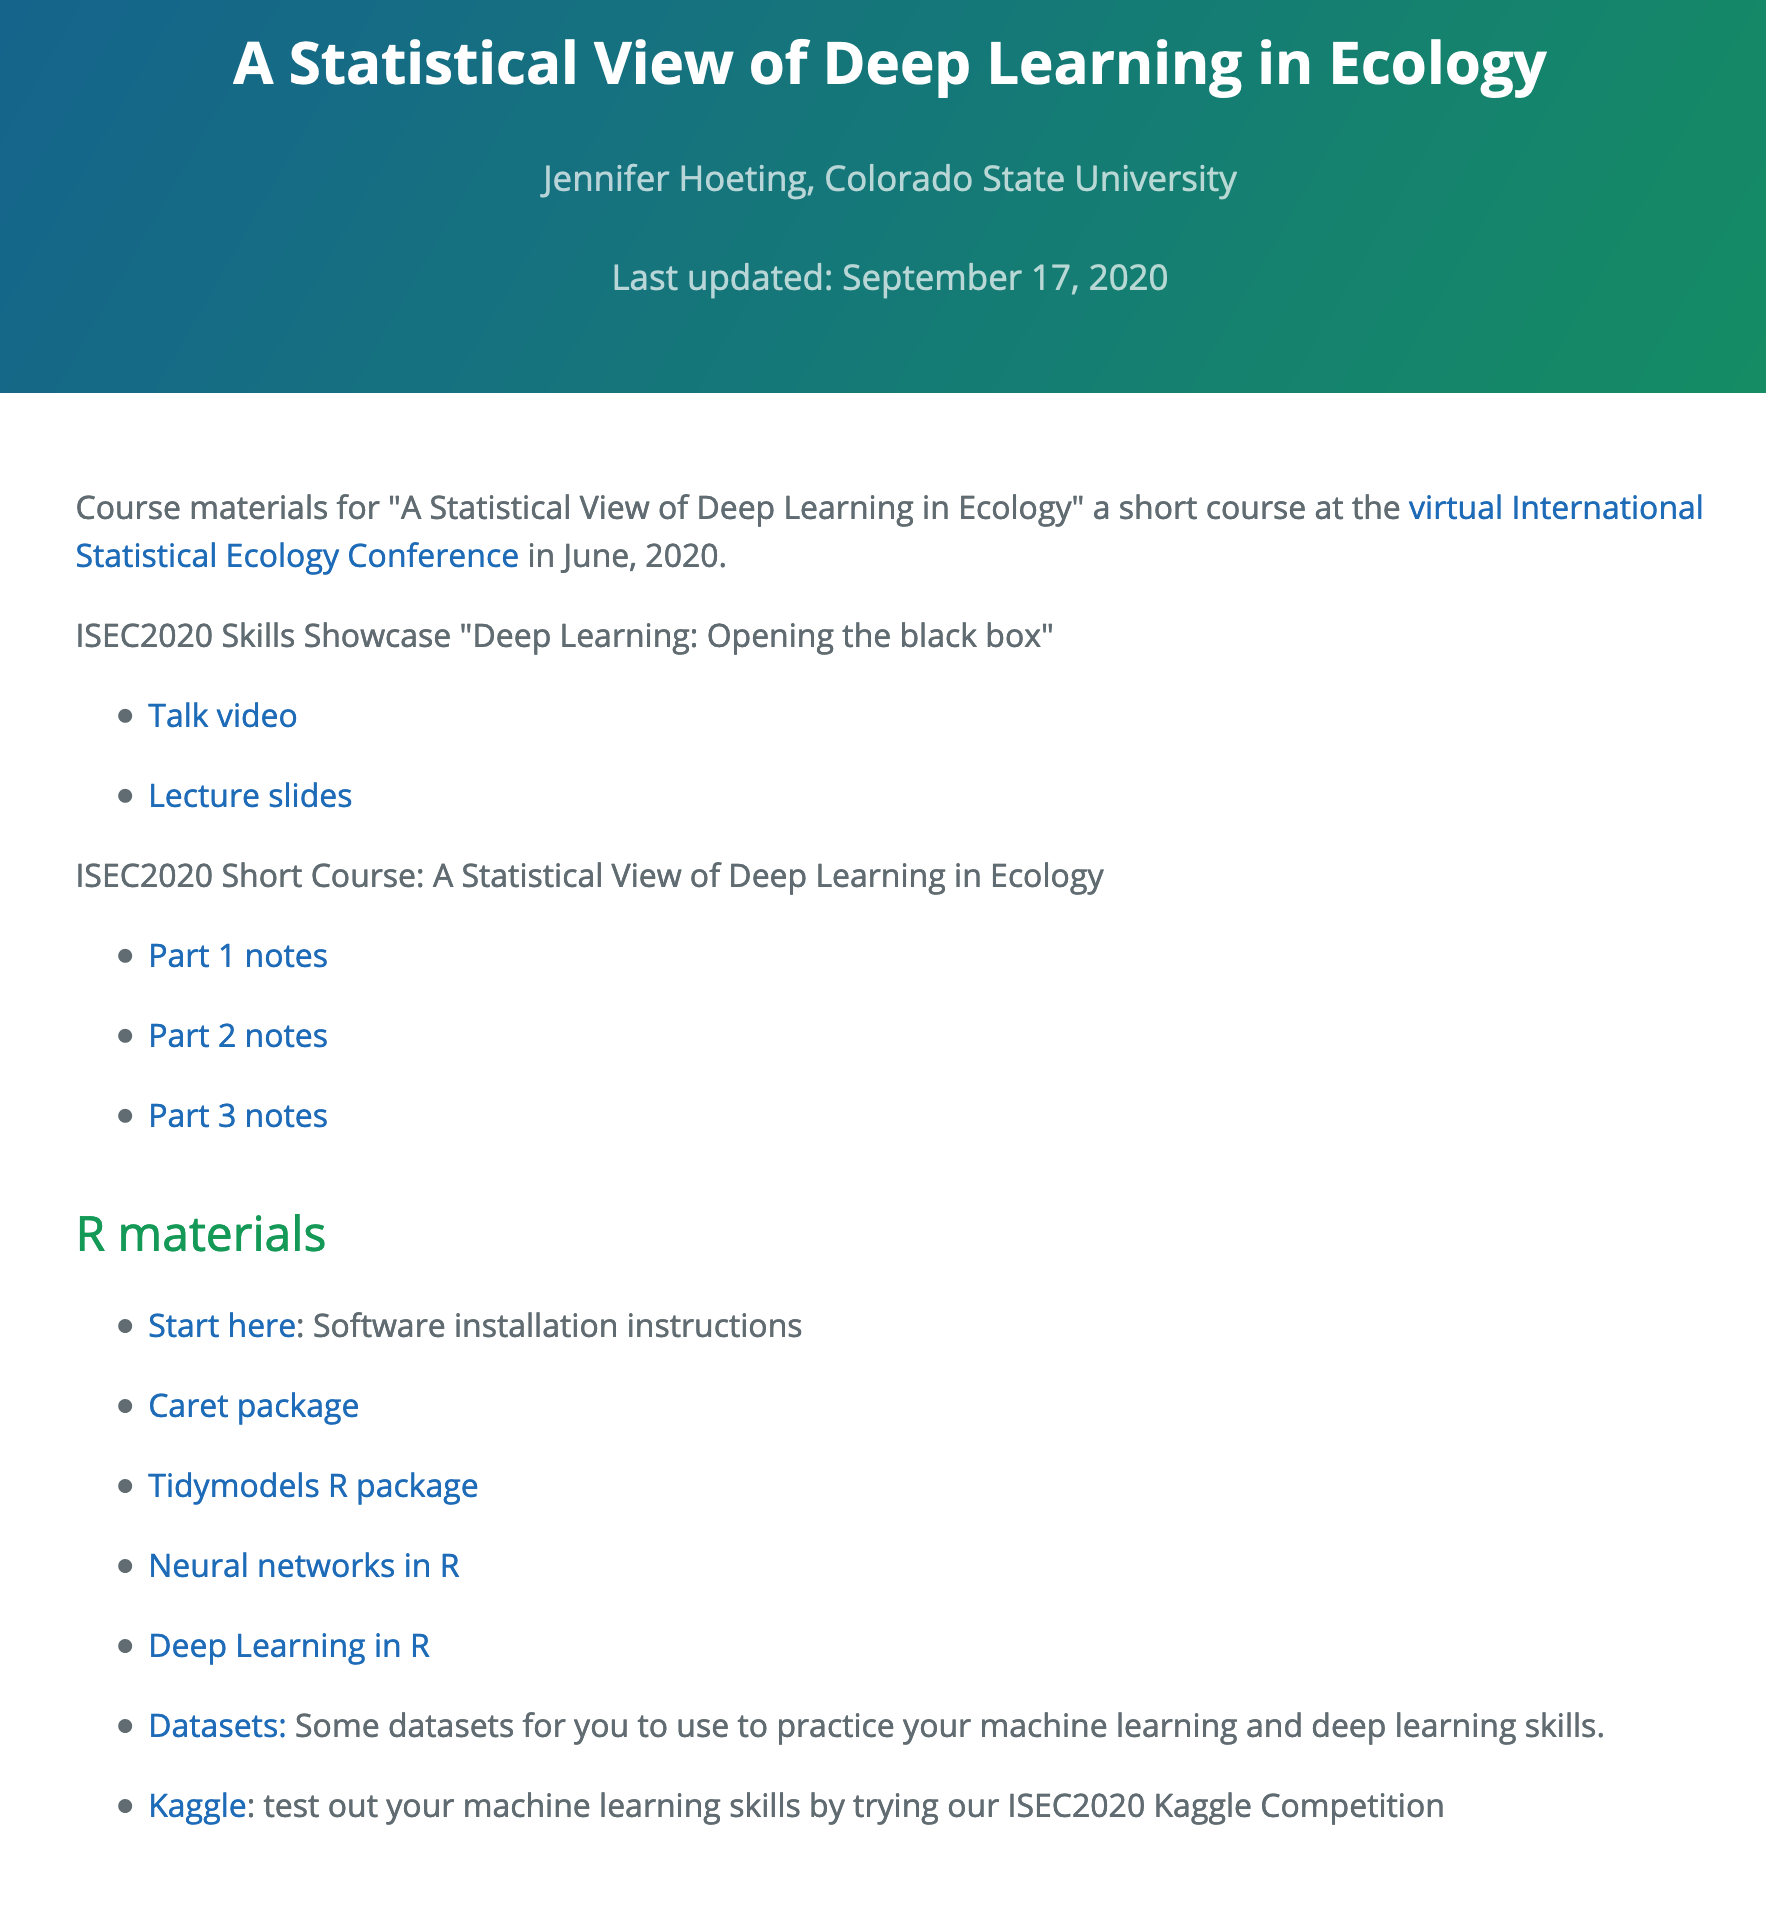 A Statistical View of Deep Learning in Ecology
Jennifer Hoeting, Colorado State University
Last updated: September 17, 2020
Course materials for "A Statistical View of Deep Learning in Ecology" a short course at the virtual International
Statistical Ecology Conference in June, 2020.
ISEC2020 Skills Showcase "Deep Learning: Opening the black box"
Talk video
Lecture slides
ISEC2020 Short Course: A Statistical View of Deep Learning in Ecology
Part 1 notes
Part 2 notes
Part 3 notes
R materials
Start here: Software installation instructions
Caret package
Tidymodels R package
Neural networks in R
Deep Learning in R
Datasets: Some datasets for you to use to practice your machine learning and deep learning skills.
Kaggle: test out your machine learning skills by trying our ISEC2020 Kaggle Competition